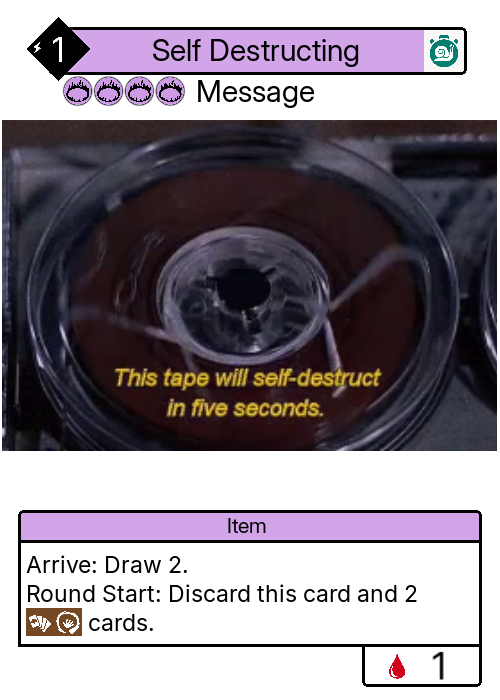 1 Self Destructing
Message
This tape will self-destruct
in five seconds.
Item
Arrive: Draw 2.
Round Start: Discard this card and 2
cards.
1